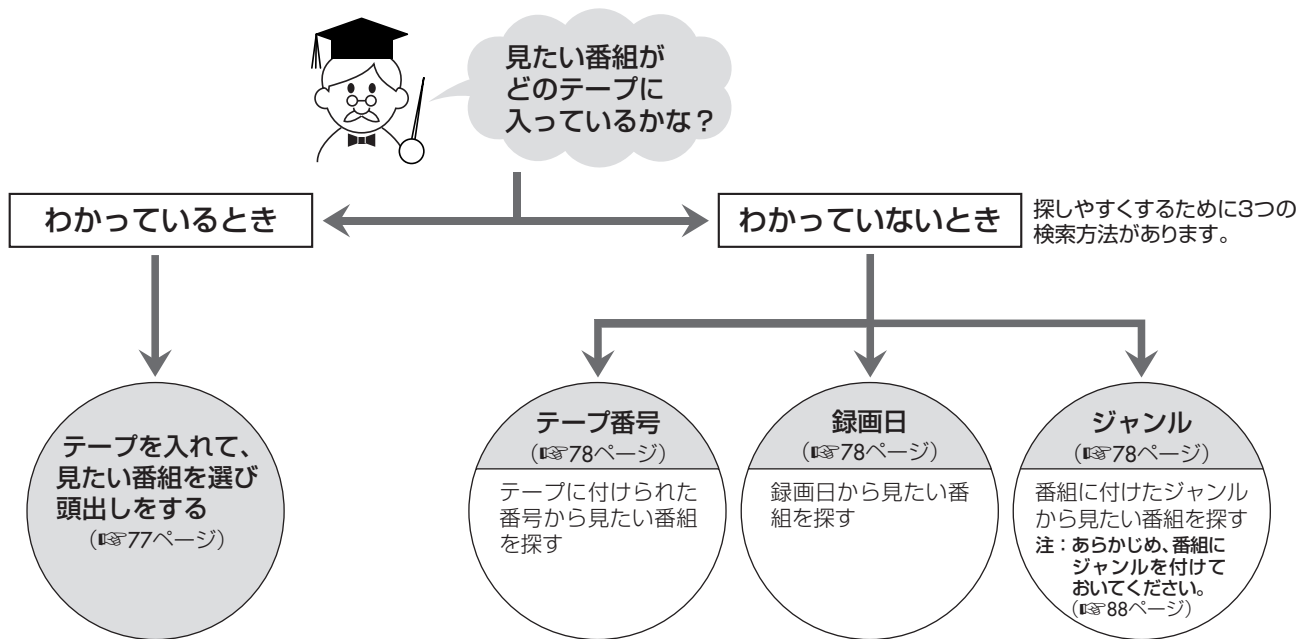 見たい番組が
どのテープに
入っているかな？
わかっているとき
わかっていないとき
探しやすくするために3つの
検索方法があります。
テープを入れて、
見たい番組を選び
頭出しをする
（☞77ページ）
テープ番号
（☞78ページ）
テープに付けられた
番号から見たい番組
を探す
録画日
（☞78ページ）
録画日から見たい番
組を探す
ジャンル
（☞78ページ）
番組に付けたジャンル
から見たい番組を探す
注：あらかじめ、番組に
ジャンルを付けて
おいてください。
（☞88ページ）